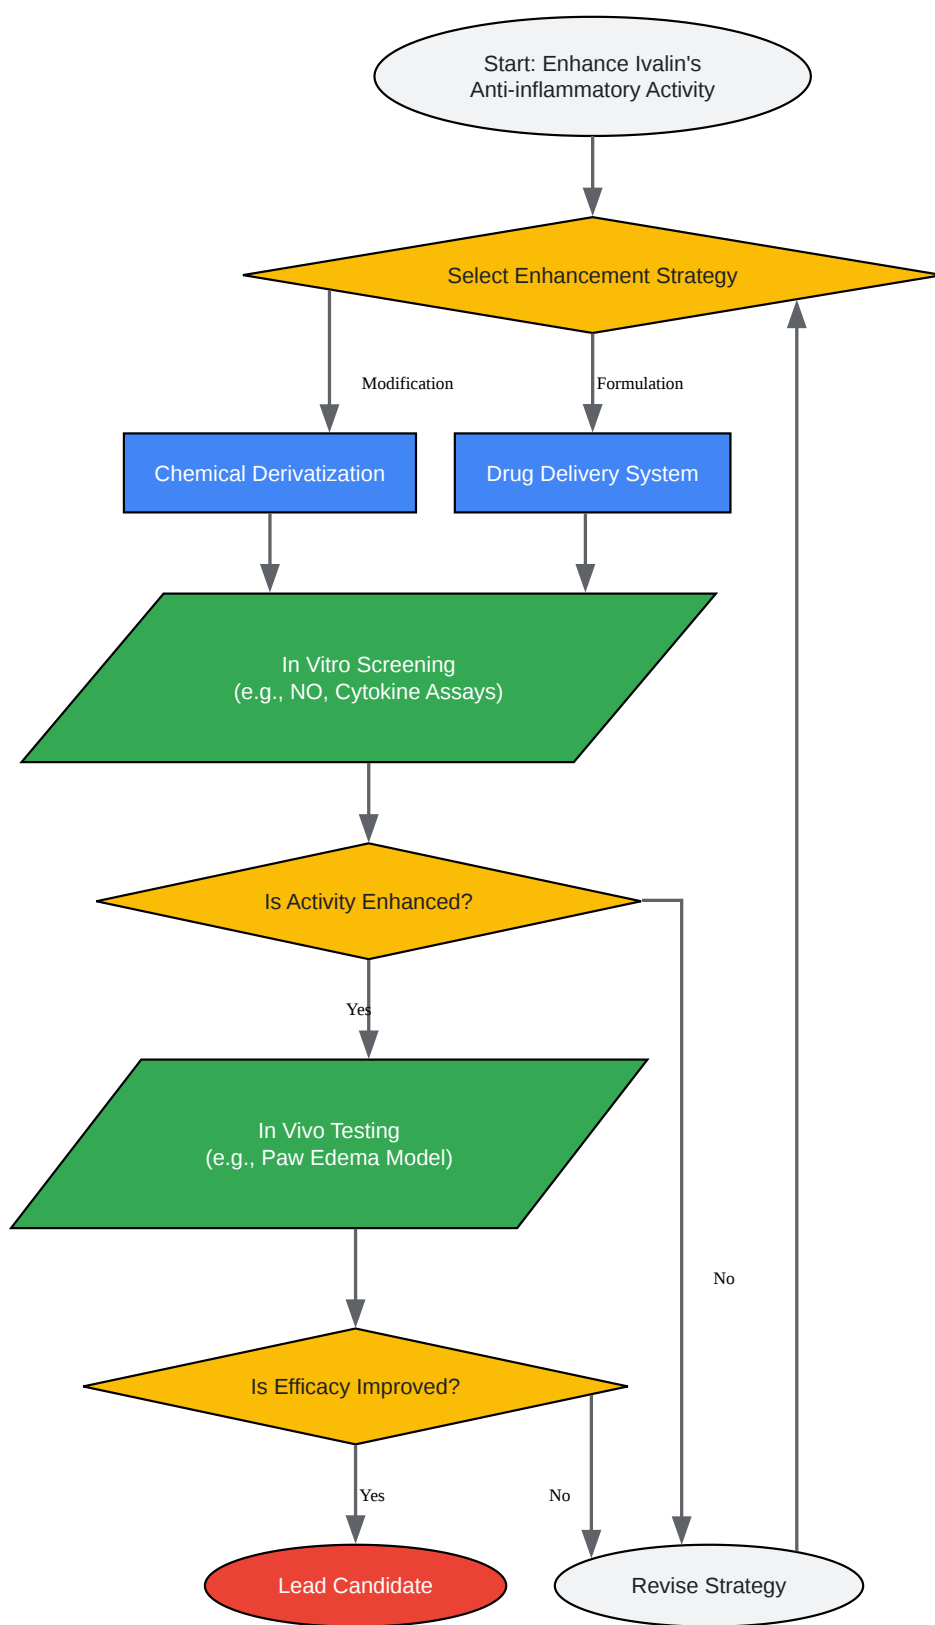 Start: Enhance Ivalin's
Anti-inflammatory Activity
Select Enhancement Strategy
Modification
Formulation
Chemical Derivatization
Drug Delivery System
In Vitro Screening
(e.g., NO, Cytokine Assays)
Is Activity Enhanced?
Yes
In Vivo Testing
(e.g., Paw Edema Model)
No
Is Efficacy Improved?
Yes
No
Lead Candidate
Revise Strategy